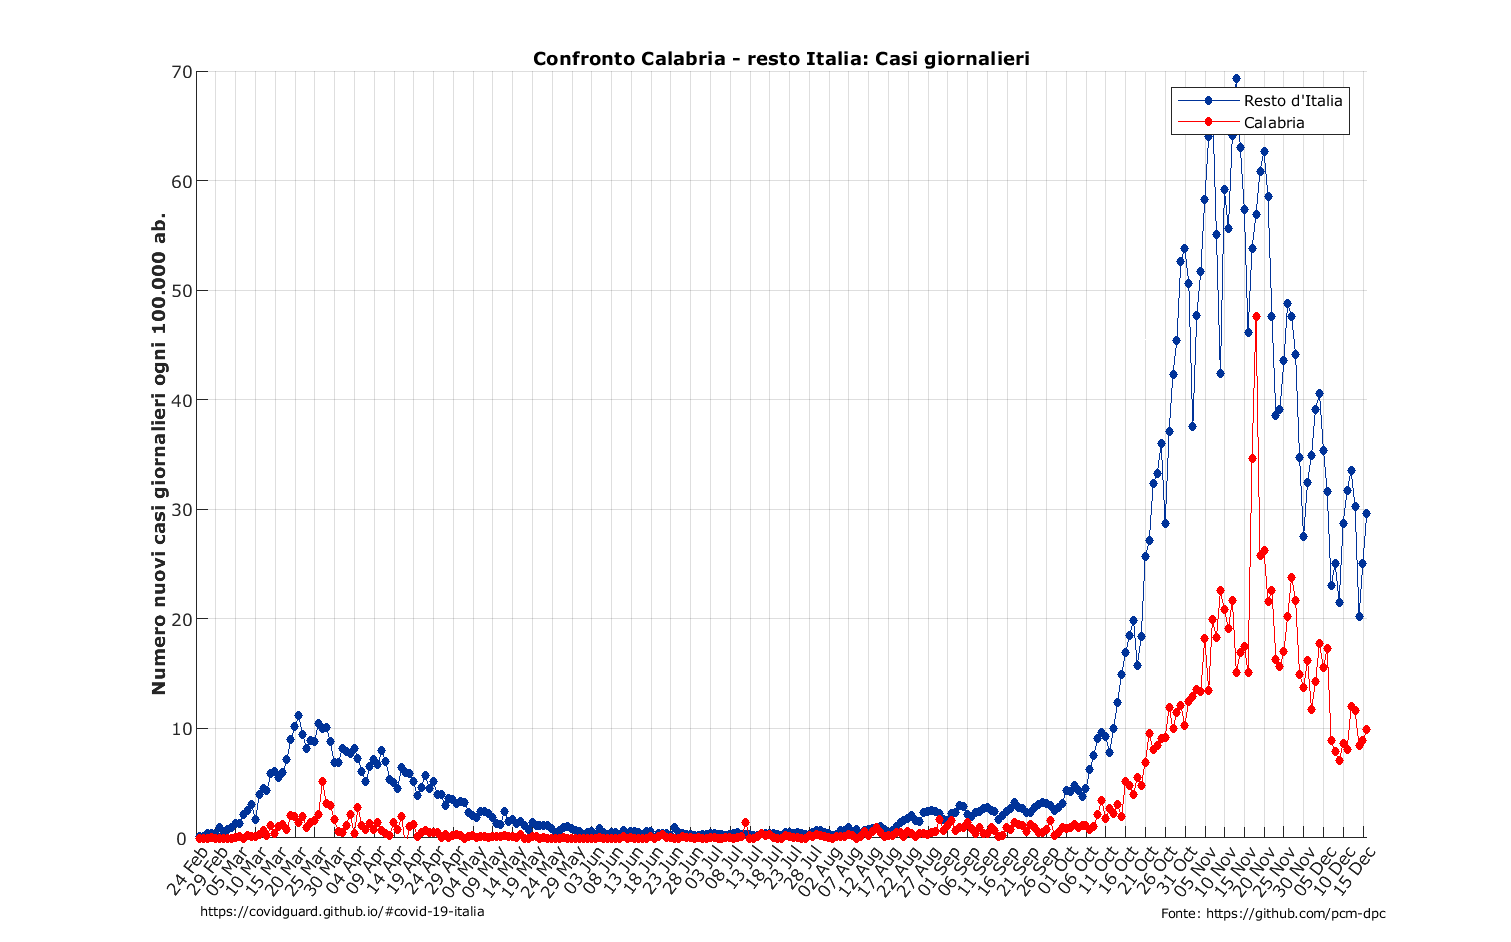 Confronto Calabria - resto Italia: Casi giornalieri
Numero nuovi casi giornalieri ogni 100.000 ab.
70
60
50
40
30
20
10
0
Resto d'Italia
Calabria
24 Feb
29 Feb
05 Mar
10 Mar
15 Mar
20 Mar
25 Mar
30 Mar
04 Apr
09 Apr
14 Apr
19 Apr
24 Apr
29 Apr
04 May
09 May
14 May
19 May
24 May
29 May
03 Jun
08 Jun
13 Jun
18 Jun
23 Jun
28 Jun
03 Jul
08 Jul
13 Jul
18 Jul
23 Jul
28 Jul
02 Aug
07 Aug
12 Aug
17 Aug
22 Aug
27 Aug
01 Sep
06 Sep
11 Sep
16 Sep
21 Sep
26 Sep
01 Oct
06 Oct
11 Oct
16 Oct
21 Oct
26 Oct
31 Oct
05 Nov
10 Nov
15 Nov
20 Nov
25 Nov
30 Nov
05 Dec
10 Dec
15 Dec
https://covidguard.github.io/#covid-19-italia
Fonte: https://github.com/pcm-dpc